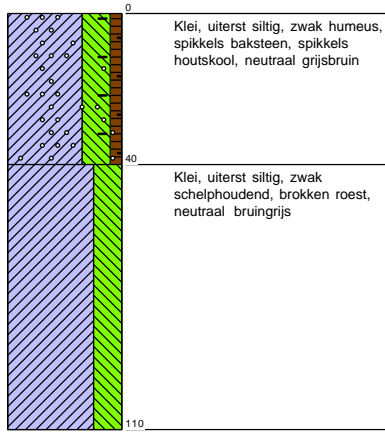 0
Klei, uiterst siltig, zwak humeus,
spikkels baksteen, spikkels
houtskool, neutraal grijsbruin
40
Klei, uiterst siltig, zwak
schelphoudend, brokken roest,
neutraal bruingrijs
110